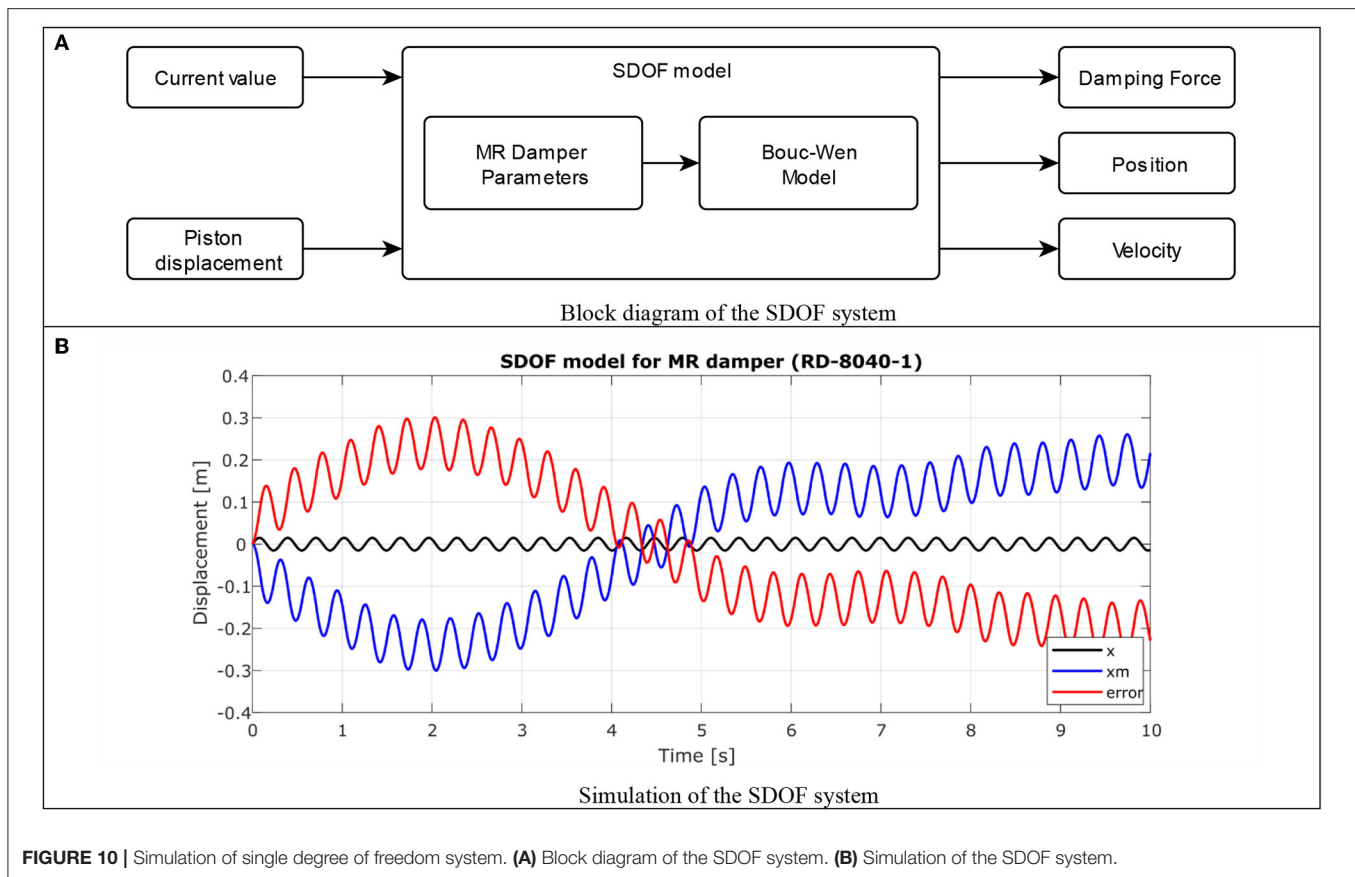 A
Current value
Piston
displacement
SDOF model
MR Damper
Parameters
Bouc-Wen
Model
Damping Force
Position
Velocity
Block diagram of the SDOF system
B
SDOF model for MR damper (RD-8040-1)
Displacement [m]
0.4
0.3
0.2
0.1
0
-0.1
-0.2
-0.3
-0.4
0 1 2 3 4 5 6 7 8 9 10
Time [s]
x
xm
error
Simulation of the SDOF system
FIGURE 10 | Simulation of single degree of freedom system. (A) Block diagram of the SDOF system. (B) Simulation of the SDOF system.